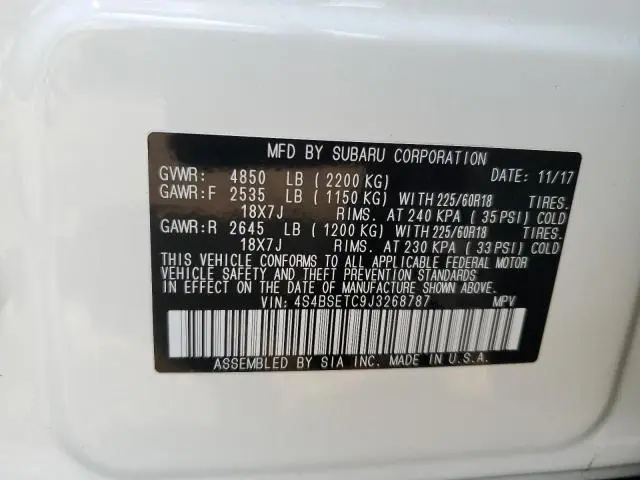 MFD BY SUBARU CORPORATION
GVWR: 4850 LB (2200 KG) DATE: 11/17
GAWR:F 2535 LB (1150 KG) WITH 225/60R18 TIRES.
18X7J RIMS. AT 240 KPA (35 PSI) COLD
GAWR:R 2645 LB (1200 KG) WITH 225/60R18 TIRES.
18X7J RIMS. AT 230 KPA (33 PSI) COLD
THIS VEHICLE CONFORMS TO ALL APPLICABLE FEDERAL MOTOR
VEHICLE SAFETY AND THEFT PREVENTION STANDARDS
IN EFFECT ON THE DATE OF MANUFACTURE SHOWN ABOVE.
VIN: 4S4BSETC9J3268787 MPV
ASSEMBLED BY SIA INC. MADE IN U.S.A.